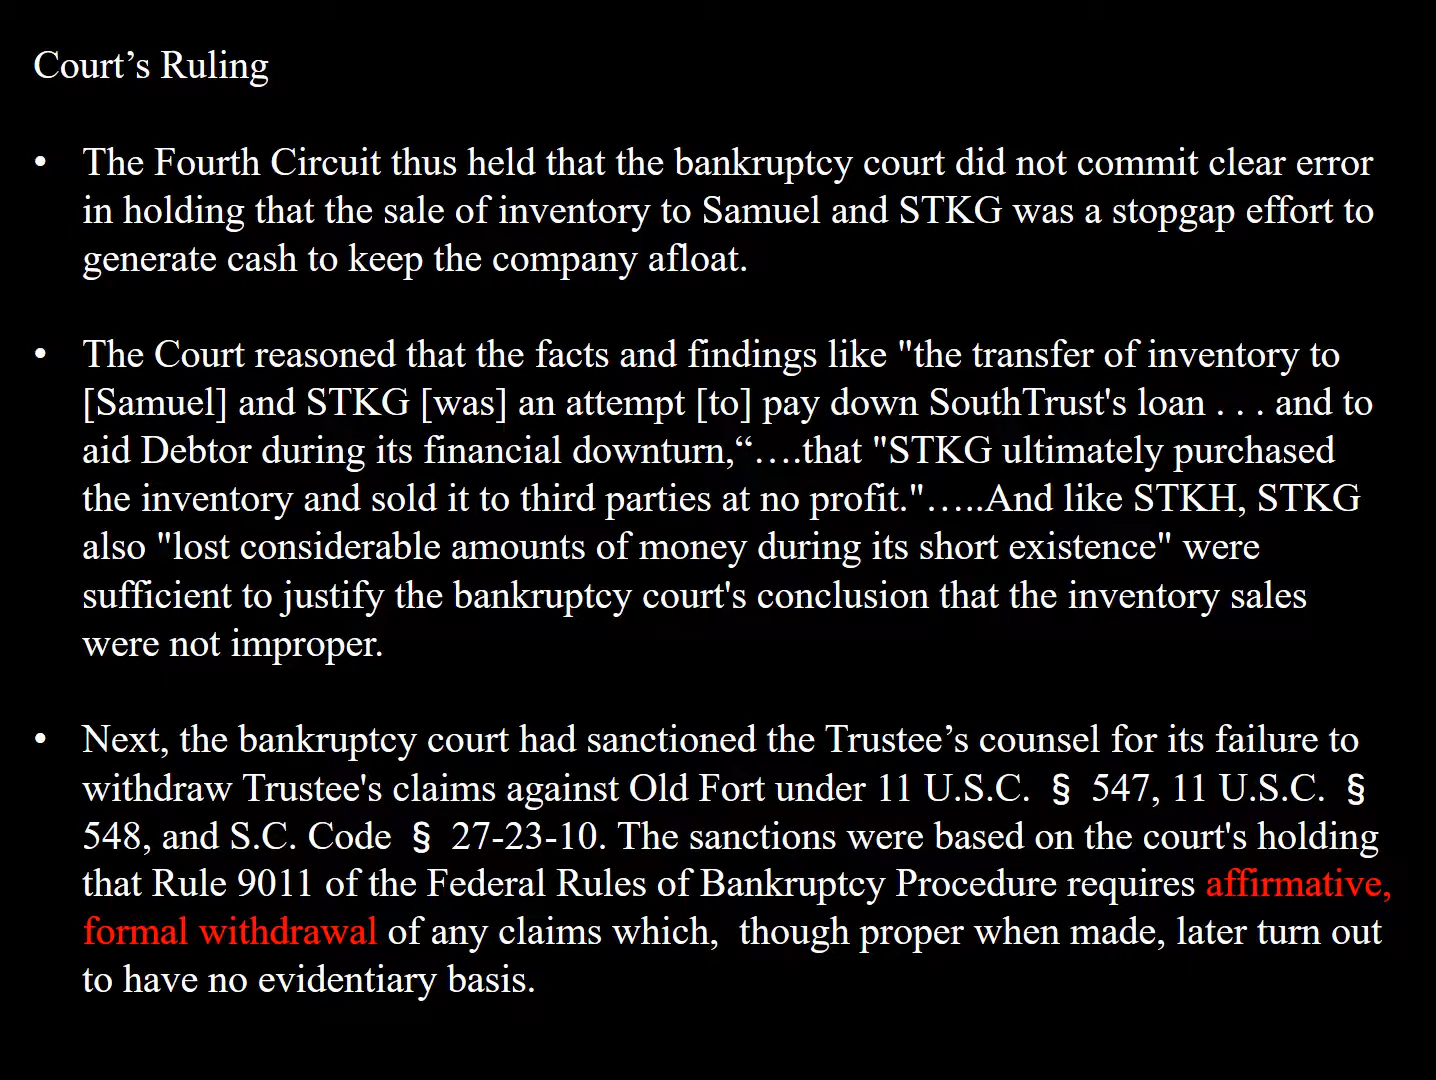 Court’s Ruling
• The Fourth Circuit thus held that the bankruptcy court did not commit clear error
in holding that the sale of inventory to Samuel and STKG was a stopgap effort to
generate cash to keep the company afloat.
• The Court reasoned that the facts and findings like "the transfer of inventory to
[Samuel] and STKG [was] an attempt [to] pay down SouthTrust's loan . . . and to
aid Debtor during its financial downturn,“….that "STKG ultimately purchased
the inventory and sold it to third parties at no profit."…..And like STKH, STKG
also "lost considerable amounts of money during its short existence" were
sufficient to justify the bankruptcy court's conclusion that the inventory sales
were not improper.
• Next, the bankruptcy court had sanctioned the Trustee’s counsel for its failure to
withdraw Trustee's claims against Old Fort under 11 U.S.C. § 547, 11 U.S.C. §
548, and S.C. Code § 27-23-10. The sanctions were based on the court's holding
that Rule 9011 of the Federal Rules of Bankruptcy Procedure requires affirmative,
formal withdrawal of any claims which, though proper when made, later turn out
to have no evidentiary basis.